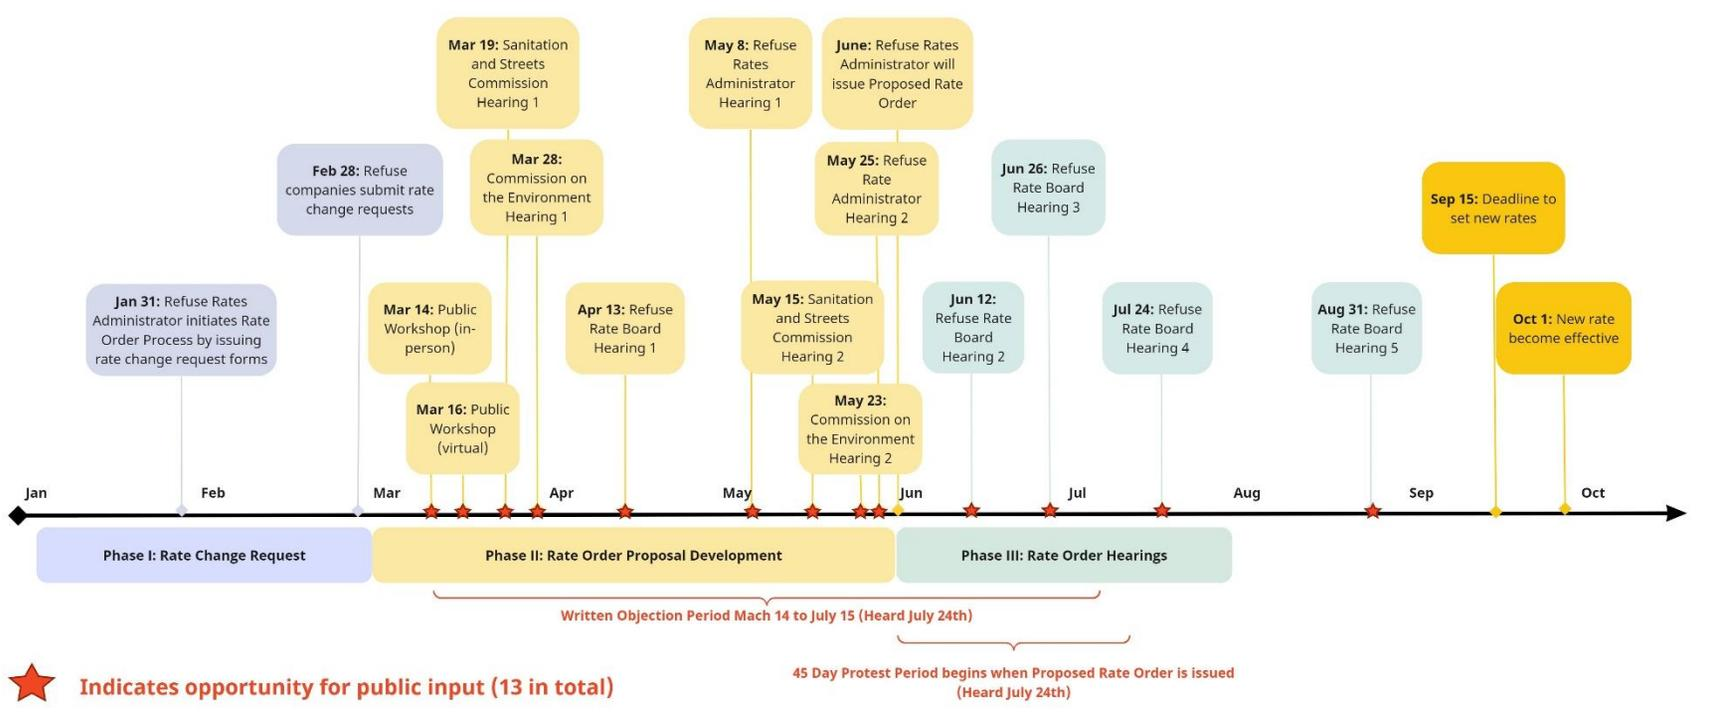 Mar 19: Sanitation
and Streets
Commission
Hearing 1
May 8: Refuse
Rates
Administrator
Hearing 1
June: Refuse Rates
Administrator will
issue Proposed Rate
Order
Feb 28: Refuse
companies submit rate
change requests
Mar 28:
Commission on
the Environment
Hearing 1
May 25: Refuse
Rate
Administrator
Hearing 2
Jun 26: Refuse
Rate Board
Hearing 3
Sep 15: Deadline to
set new rates
Jan 31: Refuse Rates
Administrator initiates Rate
Order Process by issuing
rate change request forms
Mar 14: Public
Workshop (in-
person)
Apr 13: Refuse
Rate Board
Hearing 1
May 15: Sanitation
and Streets
Commission
Hearing 2
Jun 12:
Refuse Rate
Board
Hearing 2
Jul 24: Refuse
Rate Board
Hearing 4
Aug 31: Refuse
Rate Board
Hearing 5
Oct 1: New rate
become effective
Mar 16: Public
Workshop
(virtual)
May 23:
Commission on
the Environment
Hearing 2
Jan Feb Mar Apr May Jun Jul Aug Sep Oct
Phase I: Rate Change Request
Phase II: Rate Order Proposal Development
Phase III: Rate Order Hearings
Written Objection Period Mach 14 to July 15 (Heard July 24th)
45 Day Protest Period begins when Proposed Rate Order is issued
(Heard July 24th)
Indicates opportunity for public input (13 in total)